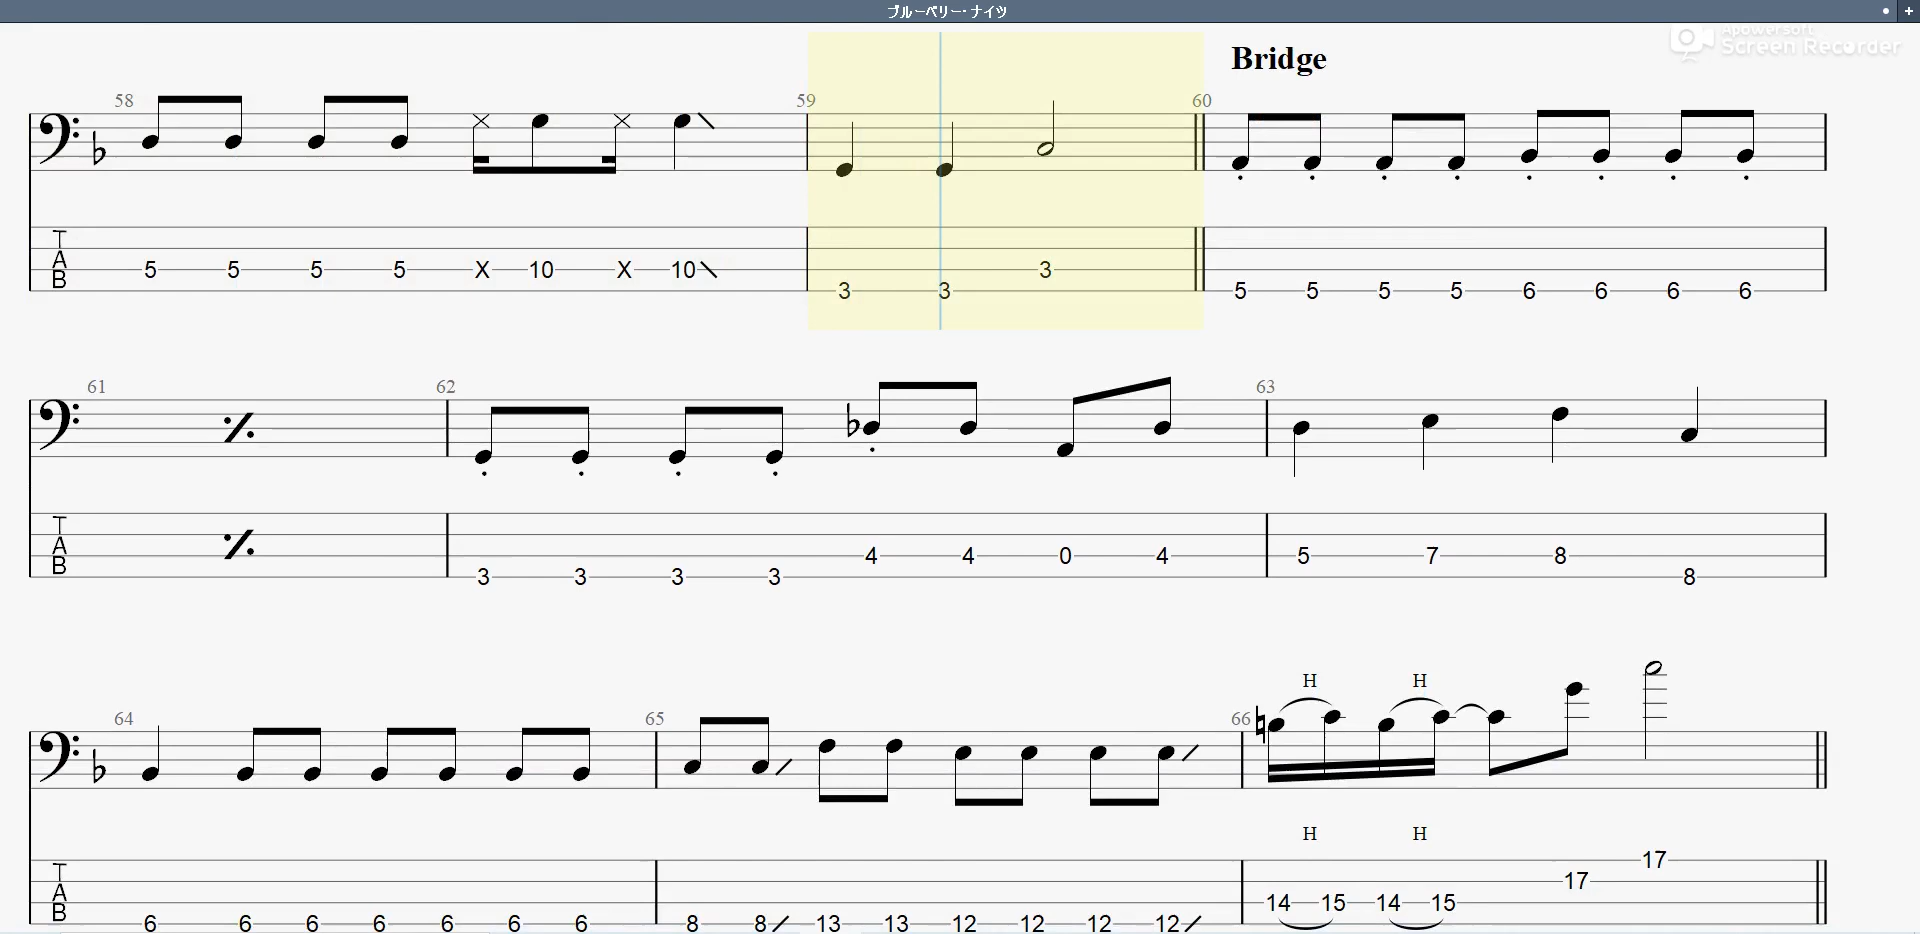 ブルーベリー・ナイツ
Apowersoft
Screen Recorder
Bridge
58 59 60
T
A
B
5 5 5 5 X 10 X 10 3 3 3 5 5 5 5 6 6 6 6
61 62 63
T
A
B
3 3 3 3 4 4 0 4 5 7 8 8
H H
64 65 66
H H
T
A
B
6 6 6 6 6 6 6 8 8 13 13 12 12 12 12 14 15 14 15 17 17